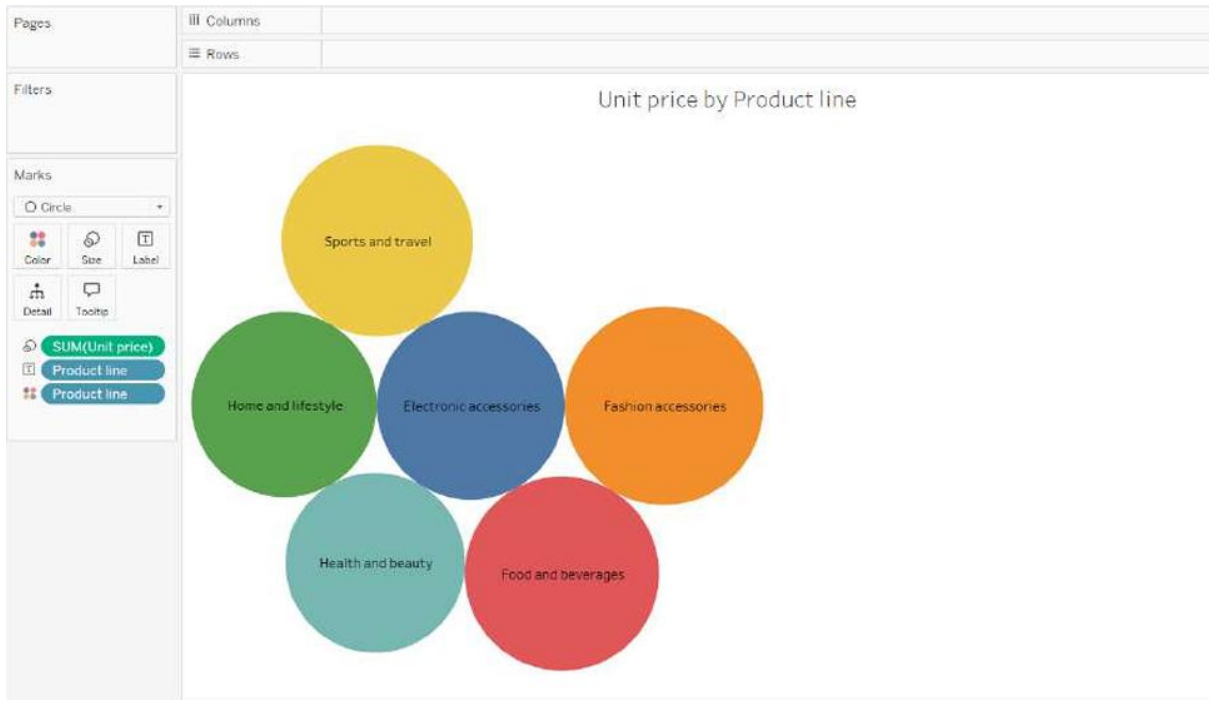 Pages
Columns
Rows
Filters
Marks
Circle
Color Size Label
Detail Tooltip
SUM(Unit price)
Product line
Product line
Unit price by Product line
Sports and travel
Home and lifestyle Electronic accessories Fashion accessories
Health and beauty
Food and beverages